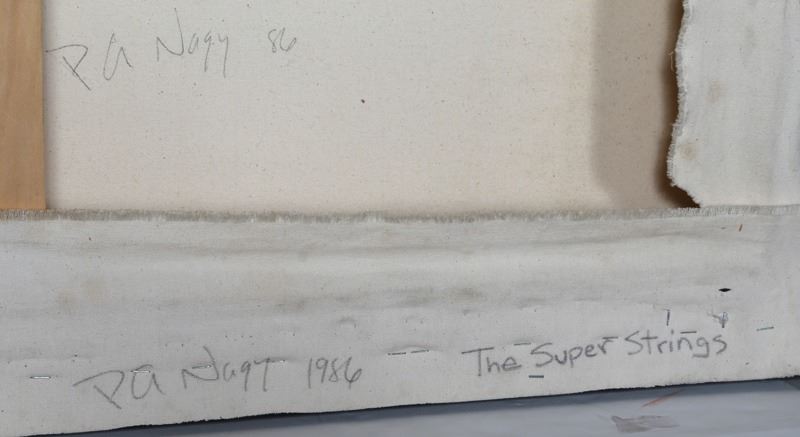 PA Nagy 86
PA Nagy 1986
The Super Strings